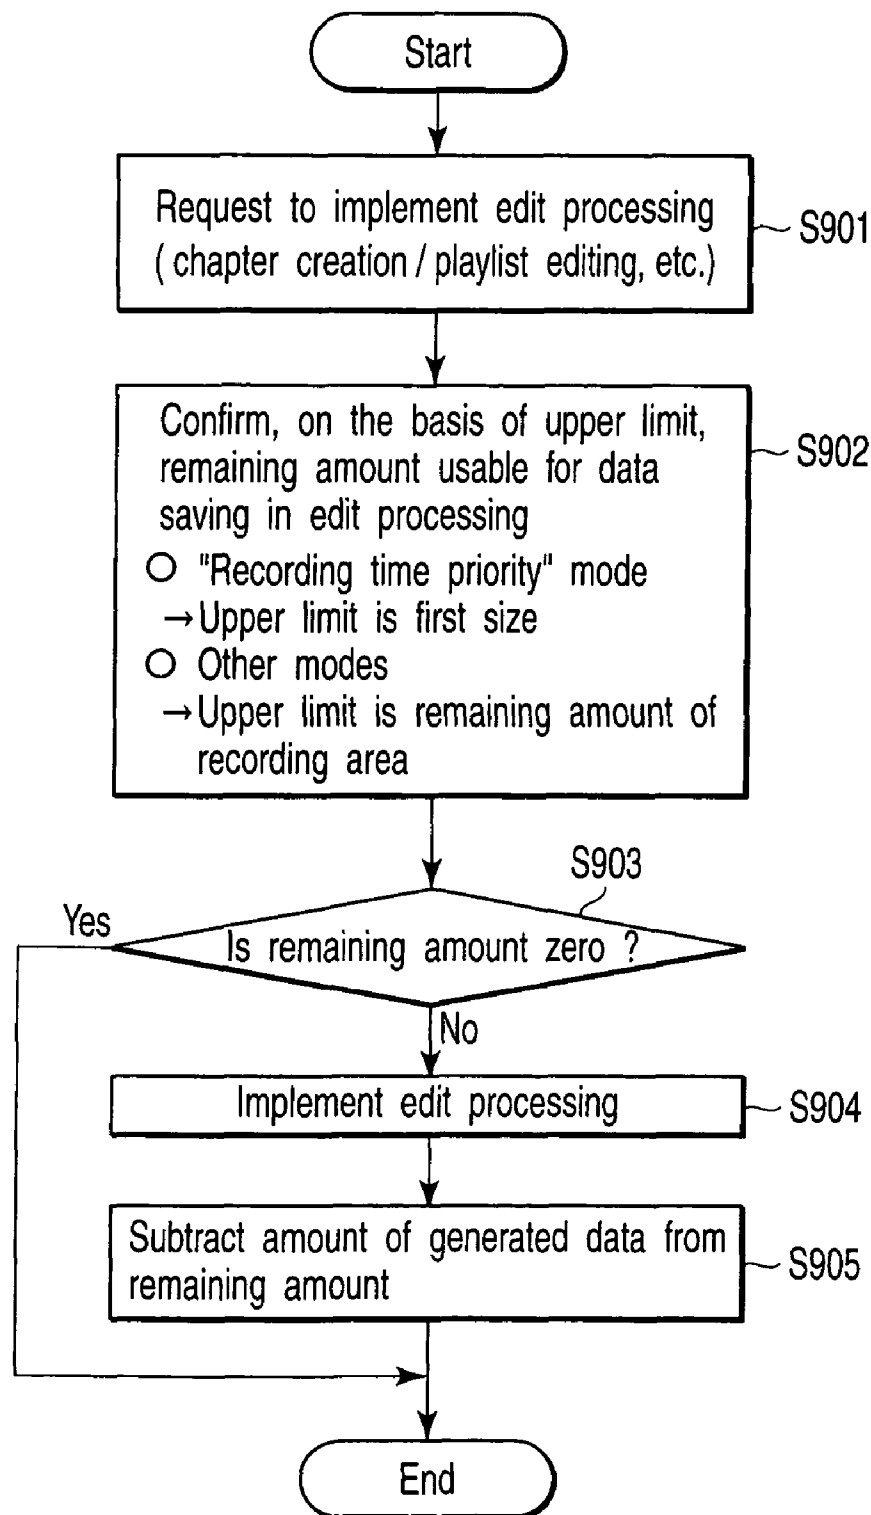 Start
Request to implement edit processing
( chapter creation / playlist editing, etc.)
S901
Confirm, on the basis of upper limit,
remaining amount usable for data
saving in edit processing
○ "Recording time priority" mode
→ Upper limit is first size
○ Other modes
→ Upper limit is remaining amount of
recording area
S902
S903
Yes
Is remaining amount zero ?
No
Implement edit processing
S904
Subtract amount of generated data from
remaining amount
S905
End